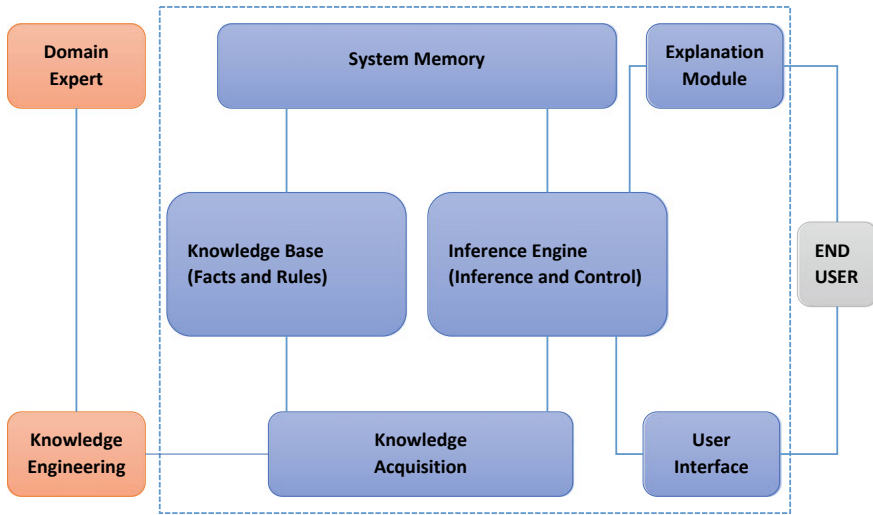 Domain
Expert
System Memory
Explanation
Module
Knowledge Base
(Facts and Rules)
Inference Engine
(Inference and Control)
END
USER
Knowledge
Engineering
Knowledge
Acquisition
User
Interface